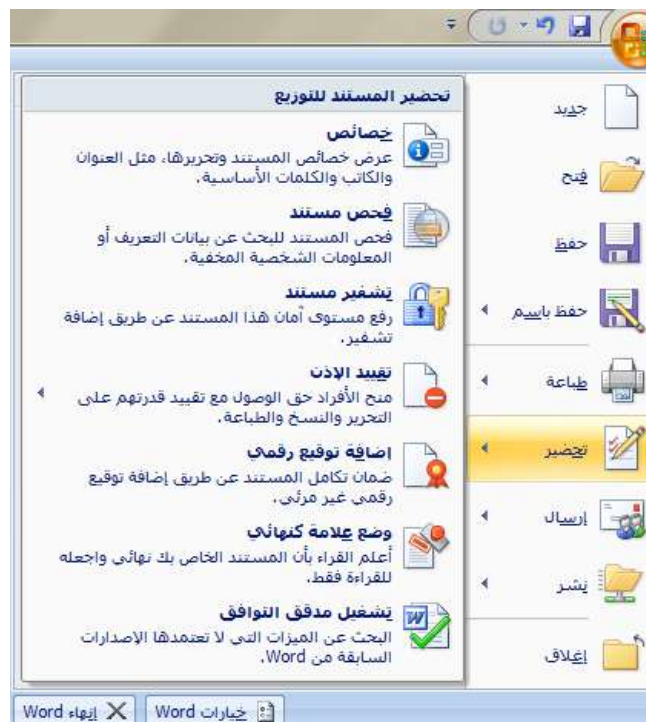 جديد
فتح
حفظ
حفظ باسم
طباعة
تحضير
إرسال
نشر
إغلاق
تحضير المستند للتوزيع
خصائص
عرض خصائص المستند وتحريرها، مثل العنوان
والكاتب والكلمات الأساسية.
فحص مستند
فحص المستند للبحث عن بيانات التعريف أو
المعلومات الشخصية المخفية.
تشفير مستند
رفع مستوى أمان هذا المستند عن طريق إضافة
تشفير.
تقييد الإذن
منح الأفراد حق الوصول مع تقييد قدرتهم على
التحرير والنسخ والطباعة.
إضافة توقيع رقمي
ضمان تكامل المستند عن طريق إضافة توقيع
رقمي غير مرئي.
وضع علامة كنهائي
أعلم القراء بأن المستند الخاص بك نهائي واجعله
للقراءة فقط.
تشغيل مدقق التوافق
البحث عن الميزات التي لا تعتمدها الإصدارات
السابقة من Word.
خيارات Word
إنهاء Word